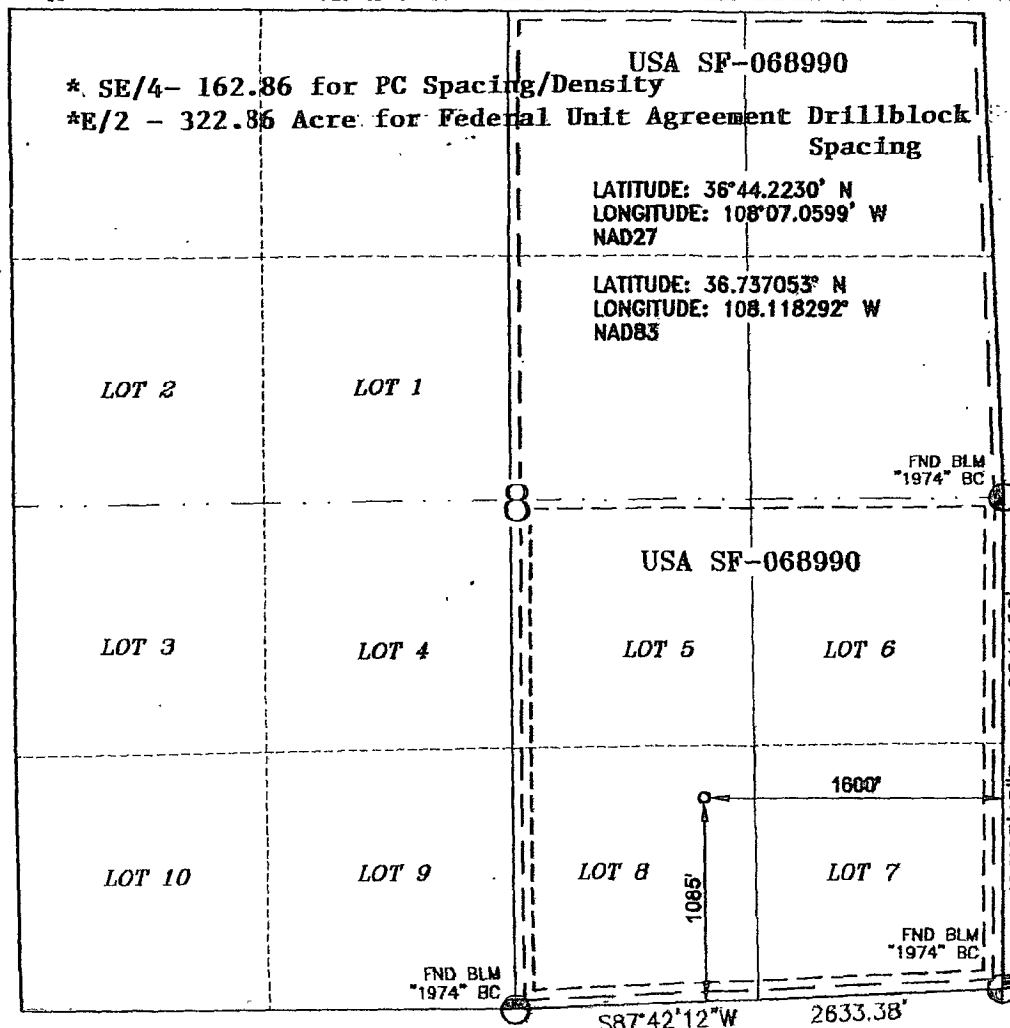 USA SF-068990
* SE/4- 162.86 for PC Spacing/Density
*E/2 - 322.86 Acre for Federal Unit Agreement Drillblock
Spacing
LATITUDE: 36°44.2230' N
LONGITUDE: 108°07.0599' W
NAD27
LATITUDE: 36.737053° N
LONGITUDE: 108.118292° W
NAD83
LOT 2
LOT 1
FND BLM
"1974" BC
8
USA SF-068990
LOT 3
LOT 4
LOT 5
LOT 6
1600'
1085'
LOT 10
LOT 9
LOT 8
LOT 7
FND BLM
"1974" BC
FND BLM
"1974" BC
S87°42'12"W
2633.38'